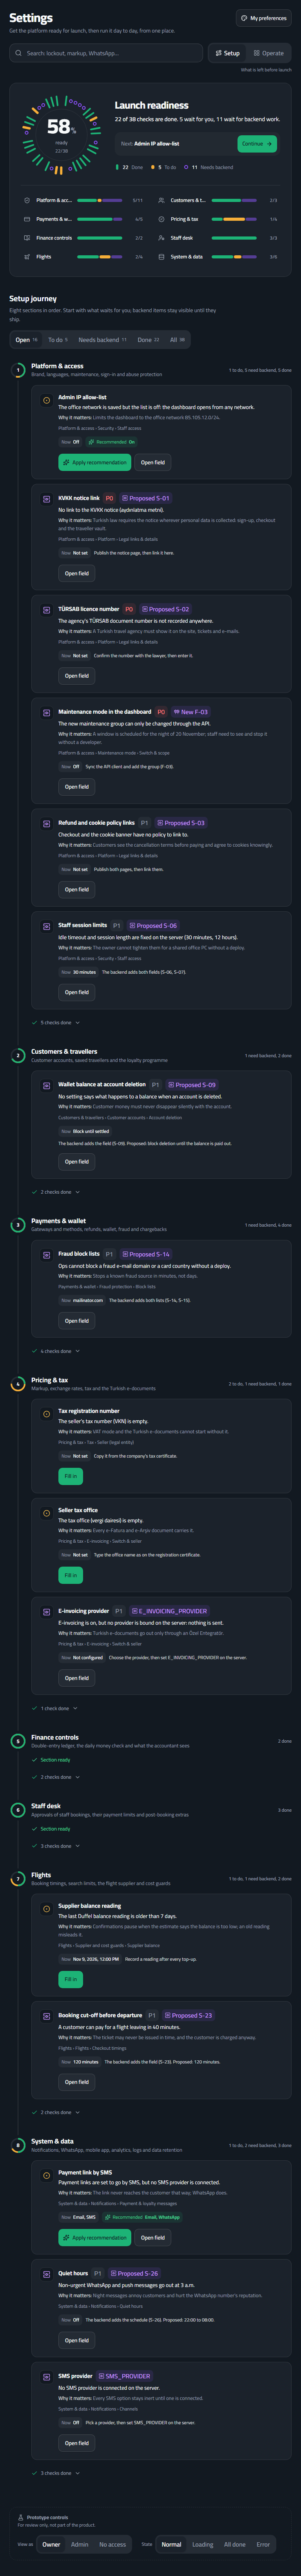 Settings
Get the platform ready for launch, then run it day to day, from one place.
My preferences
Search: lockout, markup, WhatsApp...
Setup
Operate
What is left before launch
58%
ready
22/38
Launch readiness
22 of 38 checks are done. 5 wait for you, 11 wait for backend work.
Next: Admin IP allow-list
Continue
22 Done
5 To do
11 Needs backend
Platform & acc...
5/11
Customers & t...
2/3
Payments & w...
4/5
Pricing & tax
1/4
Finance controls
2/2
Staff desk
3/3
Flights
2/4
System & data
3/6
Setup journey
Eight sections in order. Start with what waits for you; backend items stay visible until they
ship.
Open 16
To do 5
Needs backend 11
Done 22
All 38
1
Platform & access
Brand, languages, maintenance, sign-in and abuse protection
1 to do, 5 need backend, 5 done
Admin IP allow-list
The office network is saved but the list is off: the dashboard opens from any network.
Why it matters: Limits the dashboard to the office network 85.105.12.0/24.
Platform & access › Security › Staff access
Now Off
Recommended On
Apply recommendation
Open field
KVKK notice link
P0
Proposed S-01
No link to the KVKK notice (aydınlatma metni).
Why it matters: Turkish law requires the notice wherever personal data is collected: sign-up, checkout
and the traveller vault.
Platform & access › Platform › Legal links & details
Now Not set
Publish the notice page, then link it here.
Open field
TÜRSAB licence number
P0
Proposed S-02
The agency's TÜRSAB document number is not recorded anywhere.
Why it matters: A Turkish travel agency must show it on the site, tickets and e-mails.
Platform & access › Platform › Legal links & details
Now Not set
Confirm the number with the lawyer, then enter it.
Open field
Maintenance mode in the dashboard
P0
New F-03
The new maintenance group can only be changed through the API.
Why it matters: A window is scheduled for the night of 20 November; staff need to see and stop it
without a developer.
Platform & access › Maintenance mode › Switch & scope
Now Off
Sync the API client and add the group (F-03).
Open field
Refund and cookie policy links
P1
Proposed S-03
Checkout and the cookie banner have no policy to link to.
Why it matters: Customers see the cancellation terms before paying and agree to cookies knowingly.
Platform & access › Platform › Legal links & details
Now Not set
Publish both pages, then link them.
Open field
Staff session limits
P1
Proposed S-06
Idle timeout and session length are fixed on the server (30 minutes, 12 hours).
Why it matters: The owner cannot tighten them for a shared office PC without a deploy.
Platform & access › Security › Staff access
Now 30 minutes
The backend adds both fields (S-06, S-07).
Open field
5 checks done
2
Customers & travellers
Customer accounts, saved travellers and the loyalty programme
1 need backend, 2 done
Wallet balance at account deletion
P1
Proposed S-09
No setting says what happens to a balance when an account is deleted.
Why it matters: Customer money must never disappear silently with the account.
Customers & travellers › Customer accounts › Account deletion
Now Block until settled
The backend adds the field (S-09). Proposed: block deletion until the balance is paid out.
Open field
2 checks done
3
Payments & wallet
Gateways and methods, refunds, wallet, fraud and chargebacks
1 need backend, 4 done
Fraud block lists
P1
Proposed S-14
Ops cannot block a fraud e-mail domain or a card country without a deploy.
Why it matters: Stops a known fraud source in minutes, not days.
Payments & wallet › Fraud protection › Block lists
Now mailinator.com
The backend adds both lists (S-14, S-15).
Open field
4 checks done
4
Pricing & tax
Markup, exchange rates, tax and the Turkish e-documents
2 to do, 1 need backend, 1 done
Tax registration number
The seller's tax number (VKN) is empty.
Why it matters: VAT mode and the Turkish e-documents cannot start without it.
Pricing & tax › Tax › Seller (legal entity)
Now Not set
Copy it from the company's tax certificate.
Fill in
Seller tax office
The tax office (vergi dairesi) is empty.
Why it matters: Every e-Fatura and e-Arşiv document carries it.
Pricing & tax › E-invoicing › Switch & seller
Now Not set
Type the office name as on the registration certificate.
Fill in
E-invoicing provider
P1
E_INVOICING_PROVIDER
E-invoicing is on, but no provider is bound on the server: nothing is sent.
Why it matters: Turkish e-documents go out only through an Özel Entegratör.
Pricing & tax › E-invoicing › Switch & seller
Now Not configured
Choose the provider, then set E_INVOICING_PROVIDER on the server.
Open field
1 check done
5
Finance controls
Double-entry ledger, the daily money check and what the accountant sees
2 done
Section ready
2 checks done
6
Staff desk
Approvals of staff bookings, their payment limits and post-booking extras
3 done
Section ready
3 checks done
7
Flights
Booking timings, search limits, the flight supplier and cost guards
1 to do, 1 need backend, 2 done
Supplier balance reading
The last Duffel balance reading is older than 7 days.
Why it matters: Confirmations pause when the estimate says the balance is too low; an old reading
misleads it.
Flights › Supplier and cost guards › Supplier balance
Now Nov 9, 2026, 12:00 PM
Record a reading after every top-up.
Fill in
Booking cut-off before departure
P1
Proposed S-23
A customer can pay for a flight leaving in 40 minutes.
Why it matters: The ticket may never be issued in time, and the customer is charged anyway.
Flights › Flights › Checkout timings
Now 120 minutes
The backend adds the field (S-23). Proposed: 120 minutes.
Open field
2 checks done
8
System & data
Notifications, WhatsApp, mobile app, analytics, logs and data retention
1 to do, 2 need backend, 3 done
Payment link by SMS
Payment links are set to go by SMS, but no SMS provider is connected.
Why it matters: The link never reaches the customer that way. WhatsApp does.
System & data › Notifications › Payment & loyalty messages
Now Email, SMS
Recommended Email, WhatsApp
Apply recommendation
Open field
Quiet hours
P1
Proposed S-26
Non-urgent WhatsApp and push messages go out at 3 a.m.
Why it matters: Night messages annoy customers and hurt the WhatsApp number's reputation.
System & data › Notifications › Quiet hours
Now Off
The backend adds the field (S-26). Proposed: 22:00 to 08:00.
Open field
SMS provider
SMS_PROVIDER
No SMS provider is connected on the server.
Why it matters: Every SMS option stays inert until one is connected.
System & data › Notifications › Channels
Now Off
Pick a provider, then set SMS_PROVIDER on the server.
Open field
3 checks done
Prototype controls
For review only, not part of the product.
View as
Owner
Admin
No access
State
Normal
Loading
All done
Error